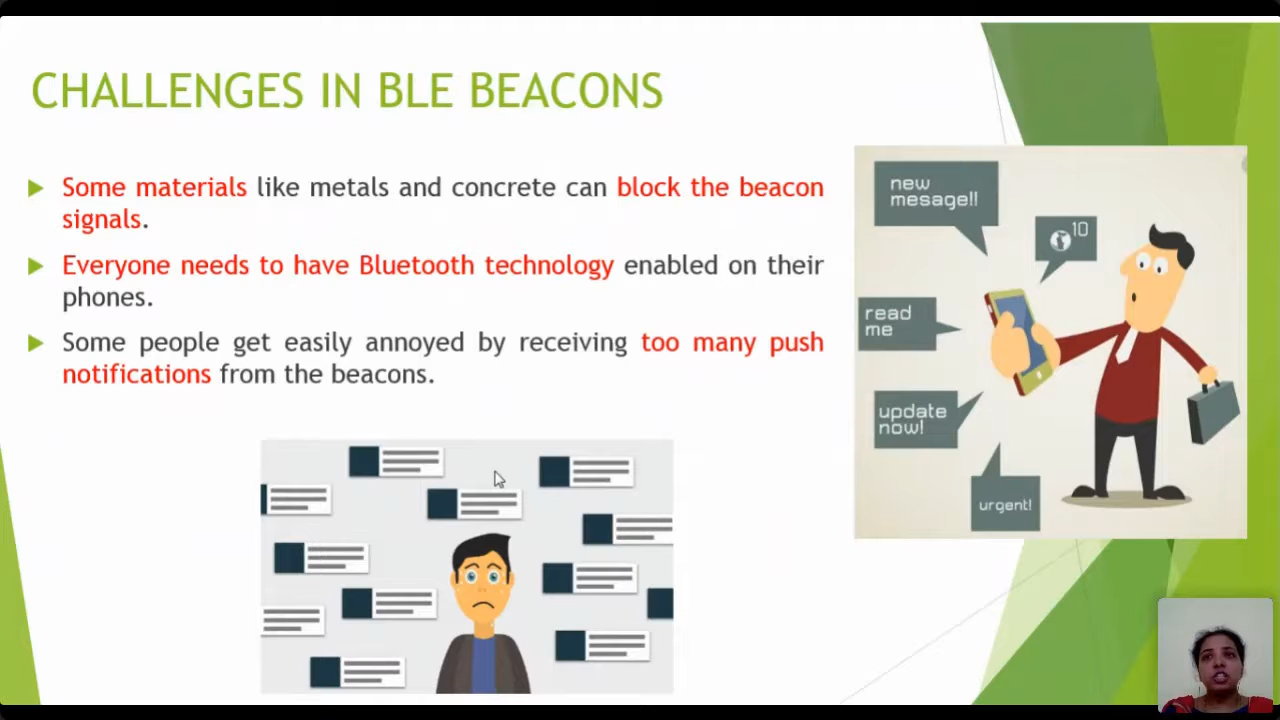 CHALLENGES IN BLE BEACONS
Some materials like metals and concrete can block the beacon
signals.
Everyone needs to have Bluetooth technology enabled on their
phones.
Some people get easily annoyed by receiving too many push
notifications from the beacons.
new
mesage!!
10
read
me
update
now!
urgent!